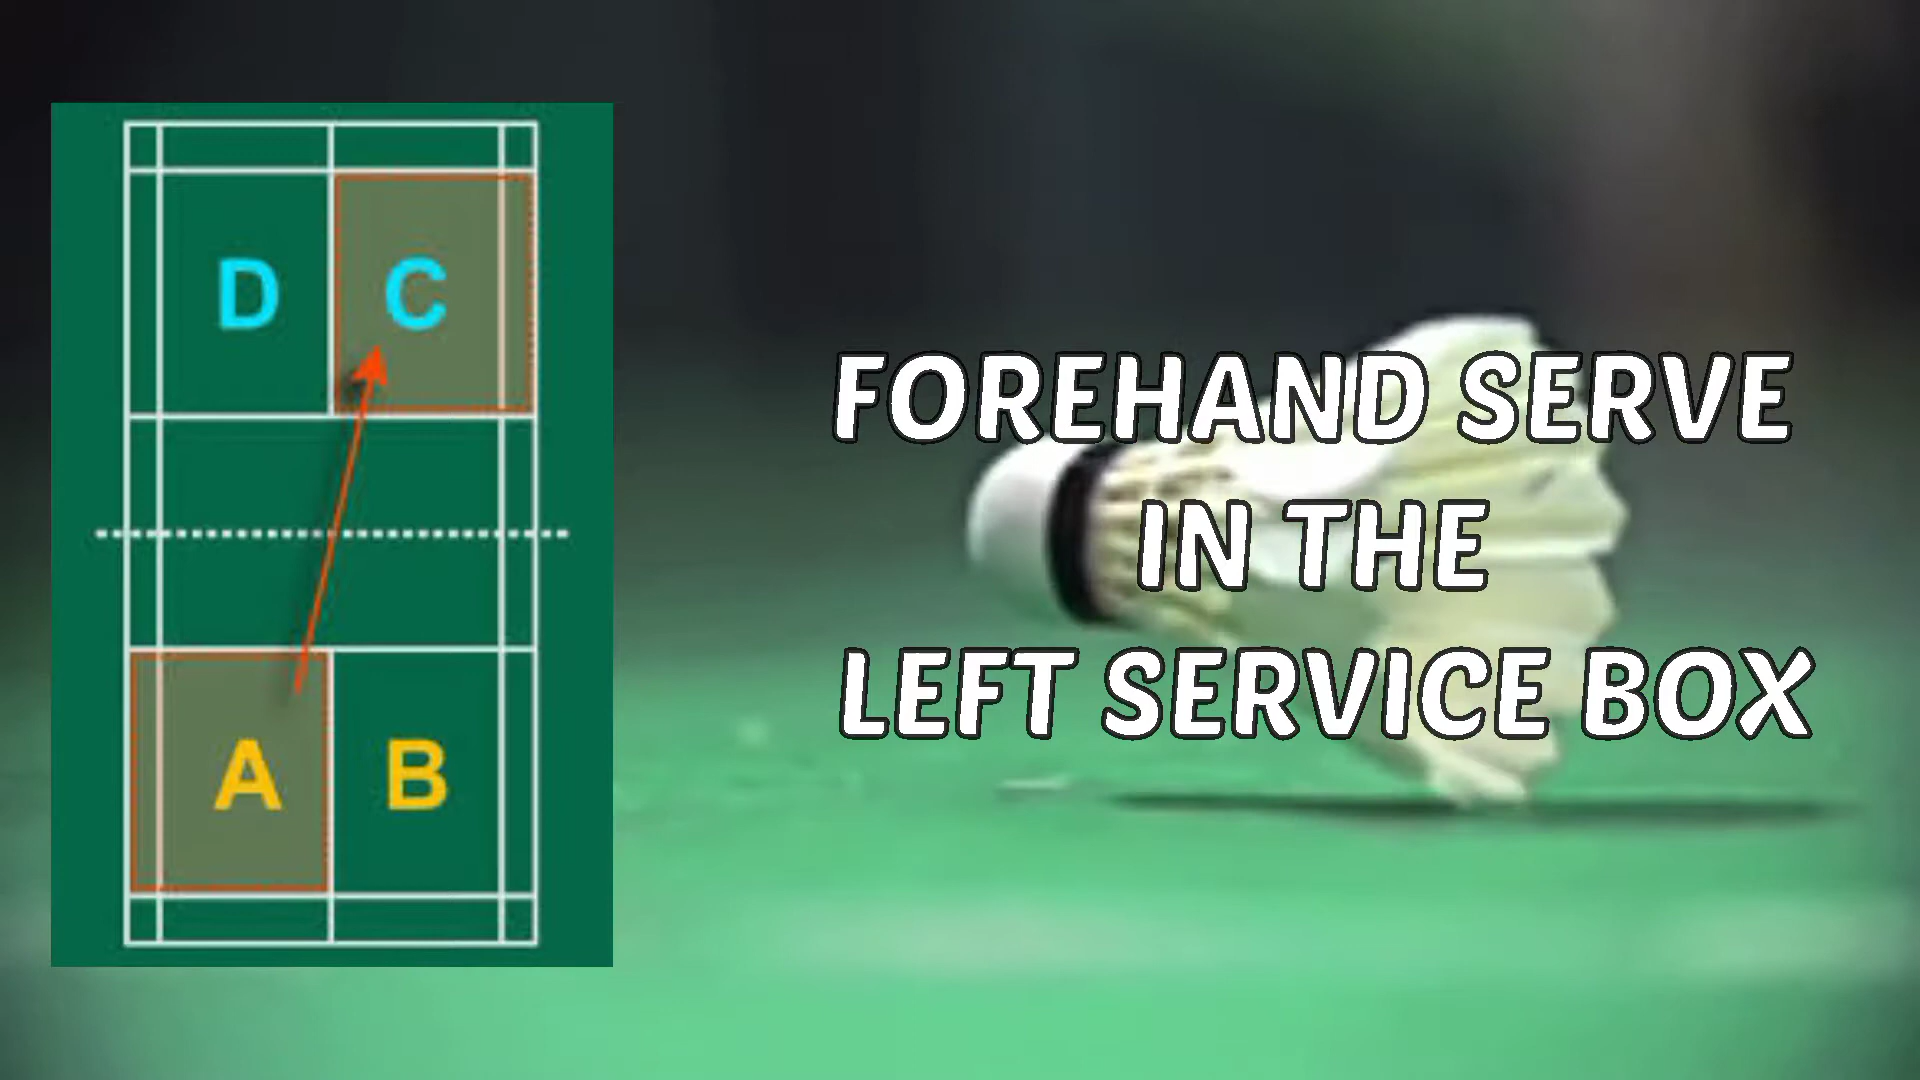 D C
A B
FOREHAND SERVE
IN THE
LEFT SERVICE BOX